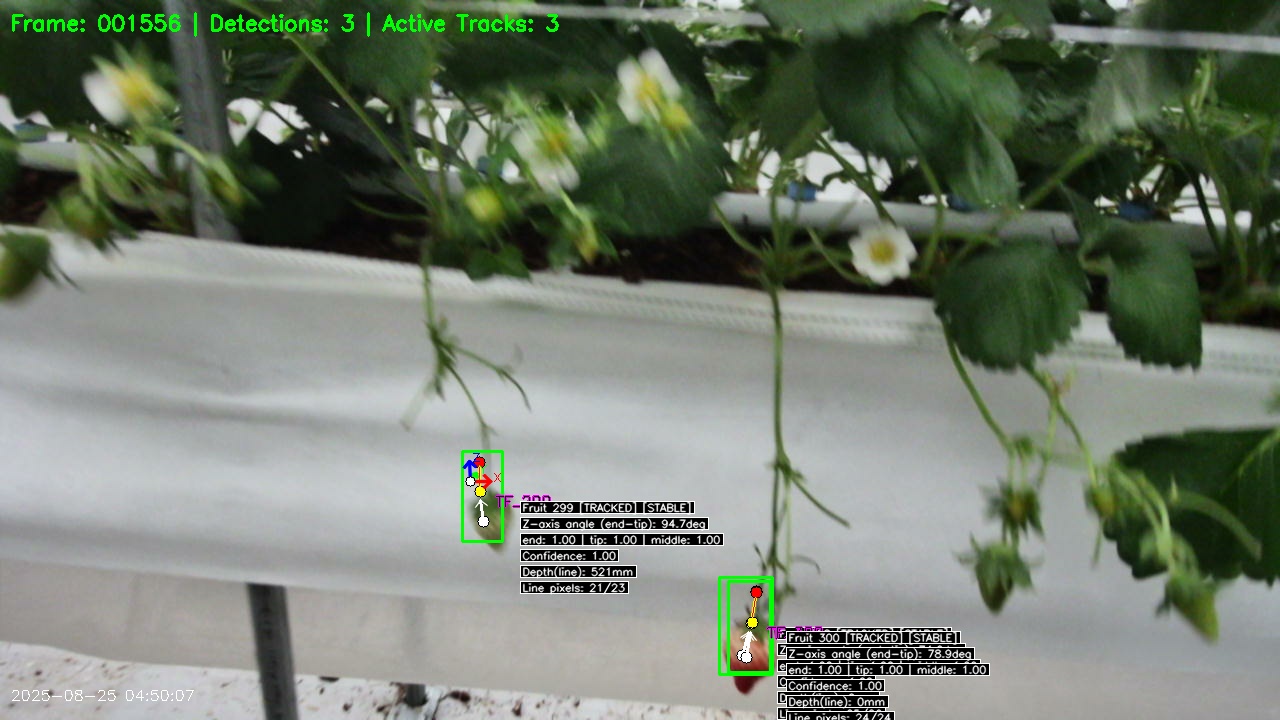 Frame: 001556 | Detections: 3 | Active Tracks: 3
X
Fruit 299 [TRACKED] [STABLE]
Z-axis angle (end-tip): 94.7deg
end: 1.00 | tip: 1.00 | middle: 1.00
Confidence: 1.00
Depth(line): 521mm
Line pixels: 21/23
Fruit 300 [TRACKED] [STABLE]
Z-axis angle (end-tip): 78.9deg
end: 1.00 | tip: 1.00 | middle: 1.00
Confidence: 1.00
Depth(line): 0mm
Line pixels: 24/24
2025-08-25 04:50:07